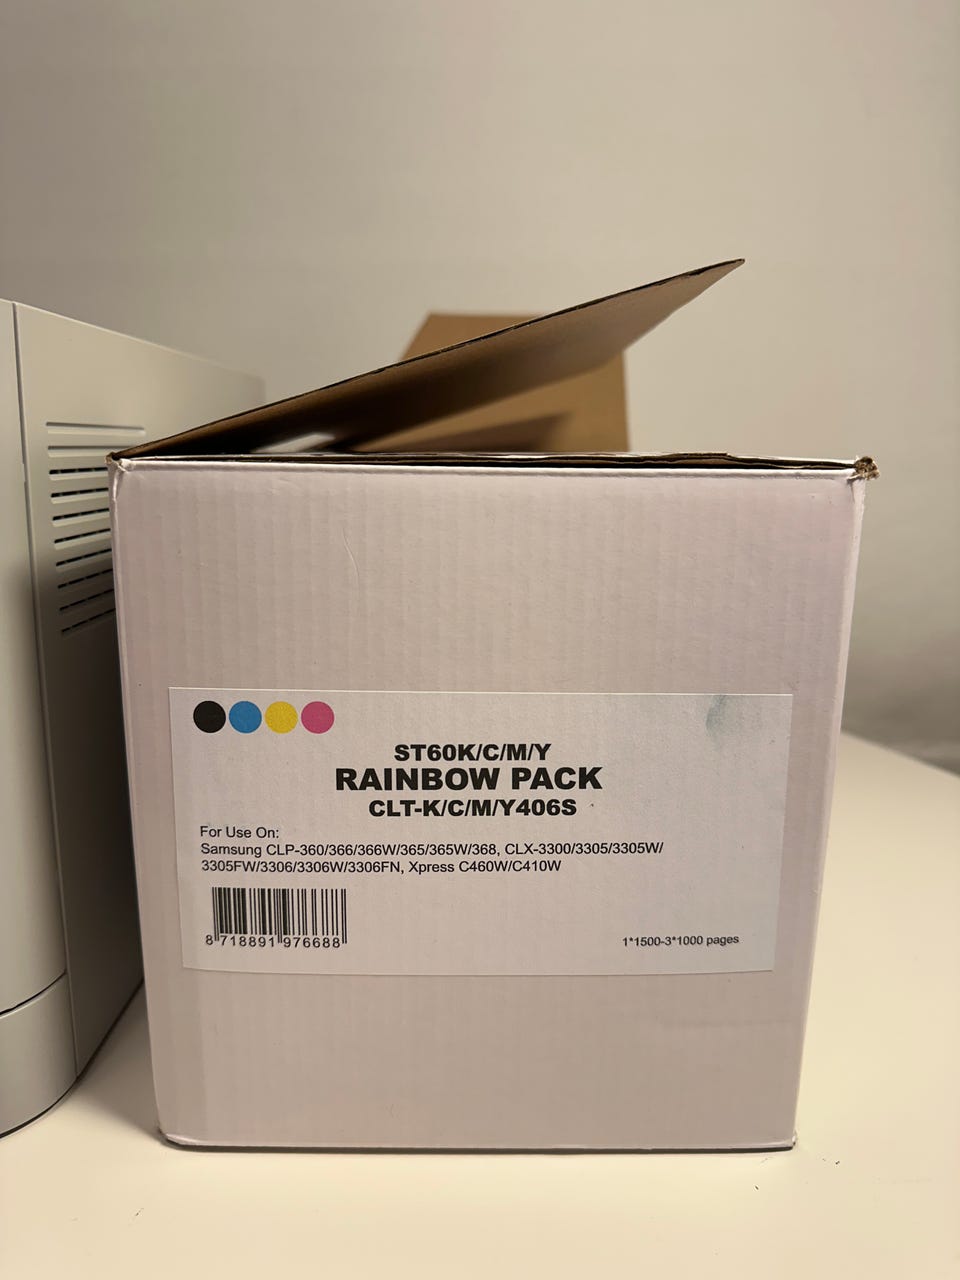 ST60K/C/M/Y
RAINBOW PACK
CLT-K/C/M/Y406S
For Use On:
Samsung CLP-360/366/366W/365/365W/368, CLX-3300/3305/3305W/
3305FW/3306/3306W/3306FN, Xpress C460W/C410W
8 718891 976688
1*1500-3*1000 pages